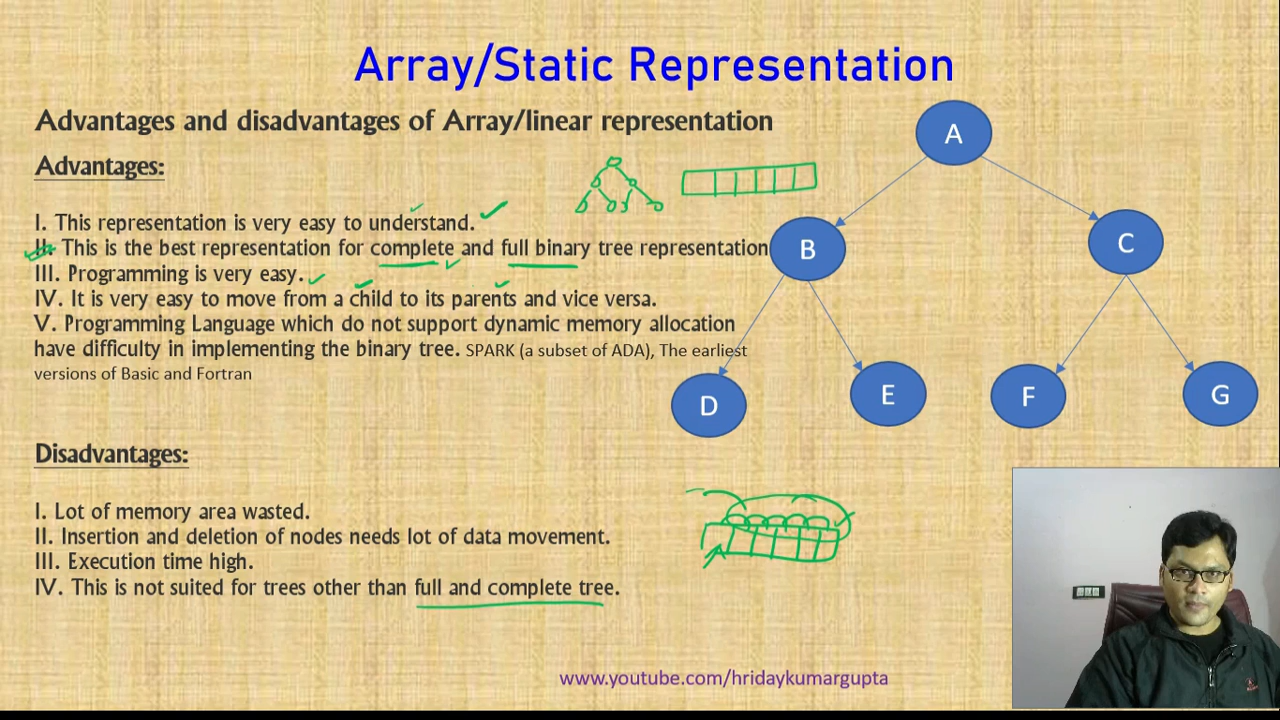 Array/Static Representation
Advantages and disadvantages of Array/linear representation
Advantages:
I. This representation is very easy to understand.
II. This is the best representation for complete and full binary tree representation
III. Programming is very easy.
IV. It is very easy to move from a child to its parents and vice versa.
V. Programming Language which do not support dynamic memory allocation
have difficulty in implementing the binary tree. SPARK (a subset of ADA), The earliest
versions of Basic and Fortran
Disadvantages:
I. Lot of memory area wasted.
II. Insertion and deletion of nodes needs lot of data movement.
III. Execution time high.
IV. This is not suited for trees other than full and complete tree.
A
B
C
D
E
F
G
www.youtube.com/hridaykumargupta